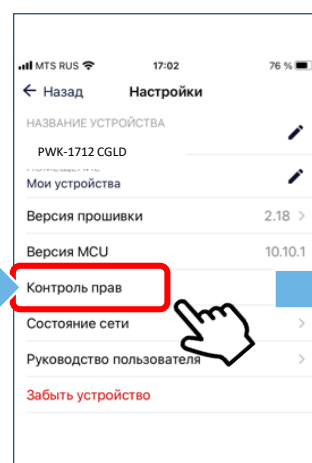 MTS RUS 17:02 76 %
Назад Настройки
НАЗВАНИЕ УСТРОЙСТВА
PWK-1712 CGLD
Мои устройства
Версия прошивки 2.18
Версия MCU 10.10.1
Контроль прав
Состояние сети
Руководство пользователя
Забыть устройство